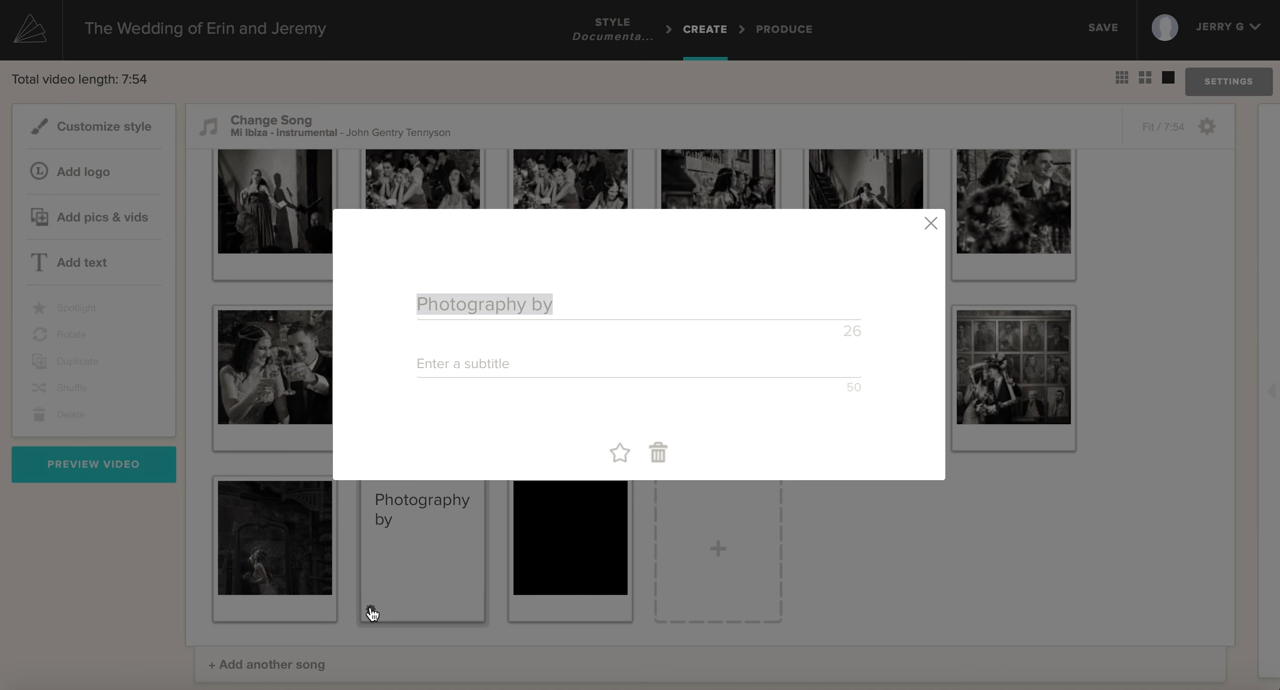 The Wedding of Erin and Jeremy
STYLE
Documenta...
CREATE
PRODUCE
SAVE
JERRY G
Total video length: 7:54
SETTINGS
Customize style
L
Add logo
Add pics & vids
T
Add text
Spotlight
Rotate
Duplicate
Shuffle
Delete
PREVIEW VIDEO
Change Song
Mi Ibiza - instrumental - John Gentry Tennyson
Fit / 7:54
Photography by
26
Enter a subtitle
50
Photography
by
+ Add another song